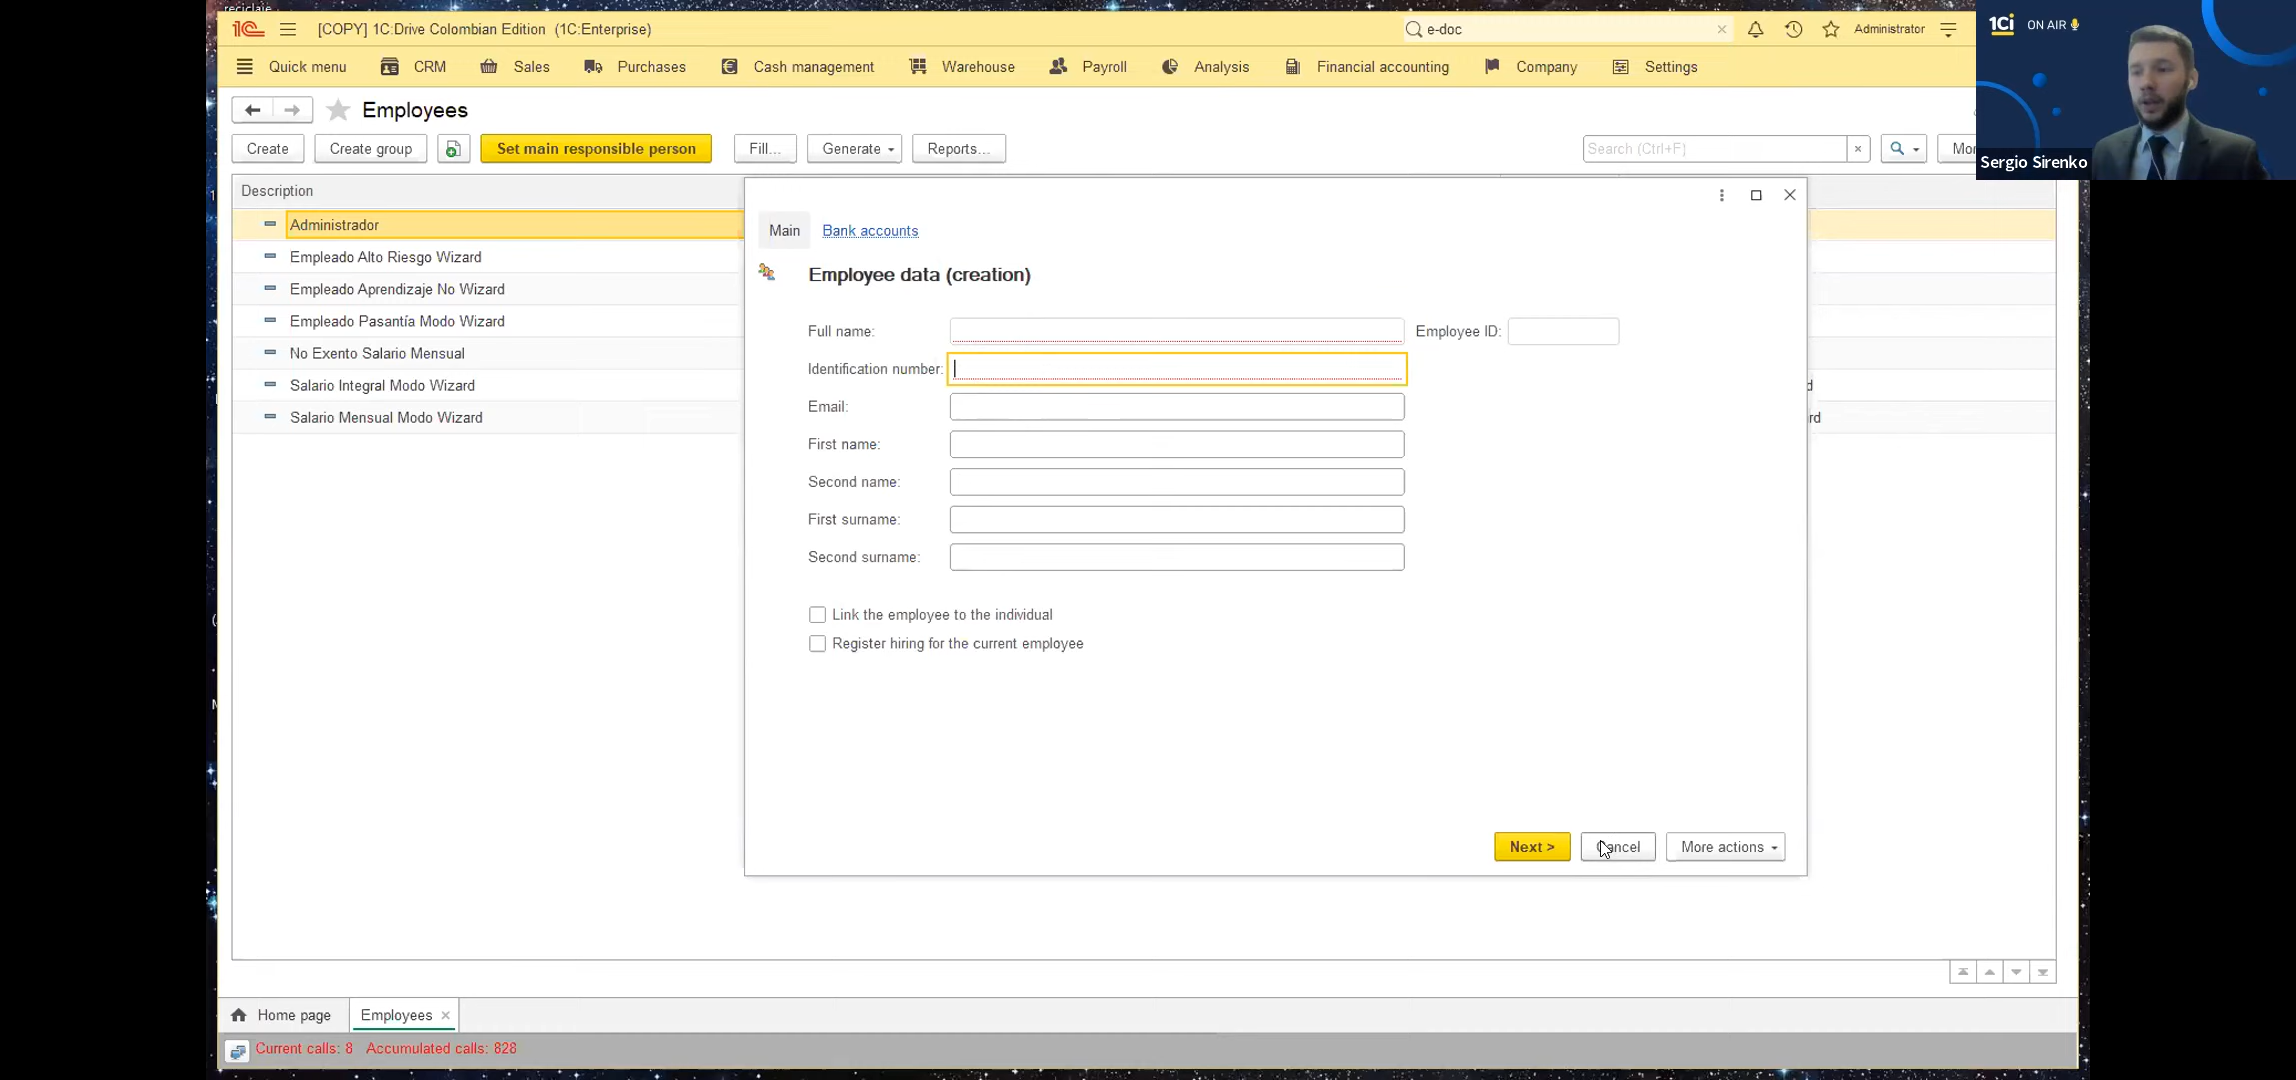 reciclaje
1C [COPY] 1C:Drive Colombian Edition (1C:Enterprise) e-doc × Administrator
1Ci ON AIR
Quick menu CRM Sales Purchases Cash management Warehouse Payroll Analysis Financial accounting Company Settings
Employees
Create Create group Set main responsible person Fill... Generate Reports... Search (Ctrl+F) × Mo
Sergio Sirenko
Description
Administrador
Empleado Alto Riesgo Wizard
Empleado Aprendizaje No Wizard
Empleado Pasantía Modo Wizard
No Exento Salario Mensual
Salario Integral Modo Wizard
Salario Mensual Modo Wizard
d
rd
Main Bank accounts
Employee data (creation)
Full name: Employee ID:
Identification number:
Email:
First name:
Second name:
First surname:
Second surname:
Link the employee to the individual
Register hiring for the current employee
Next > Cancel More actions
Home page Employees ×
Current calls: 8 Accumulated calls: 828